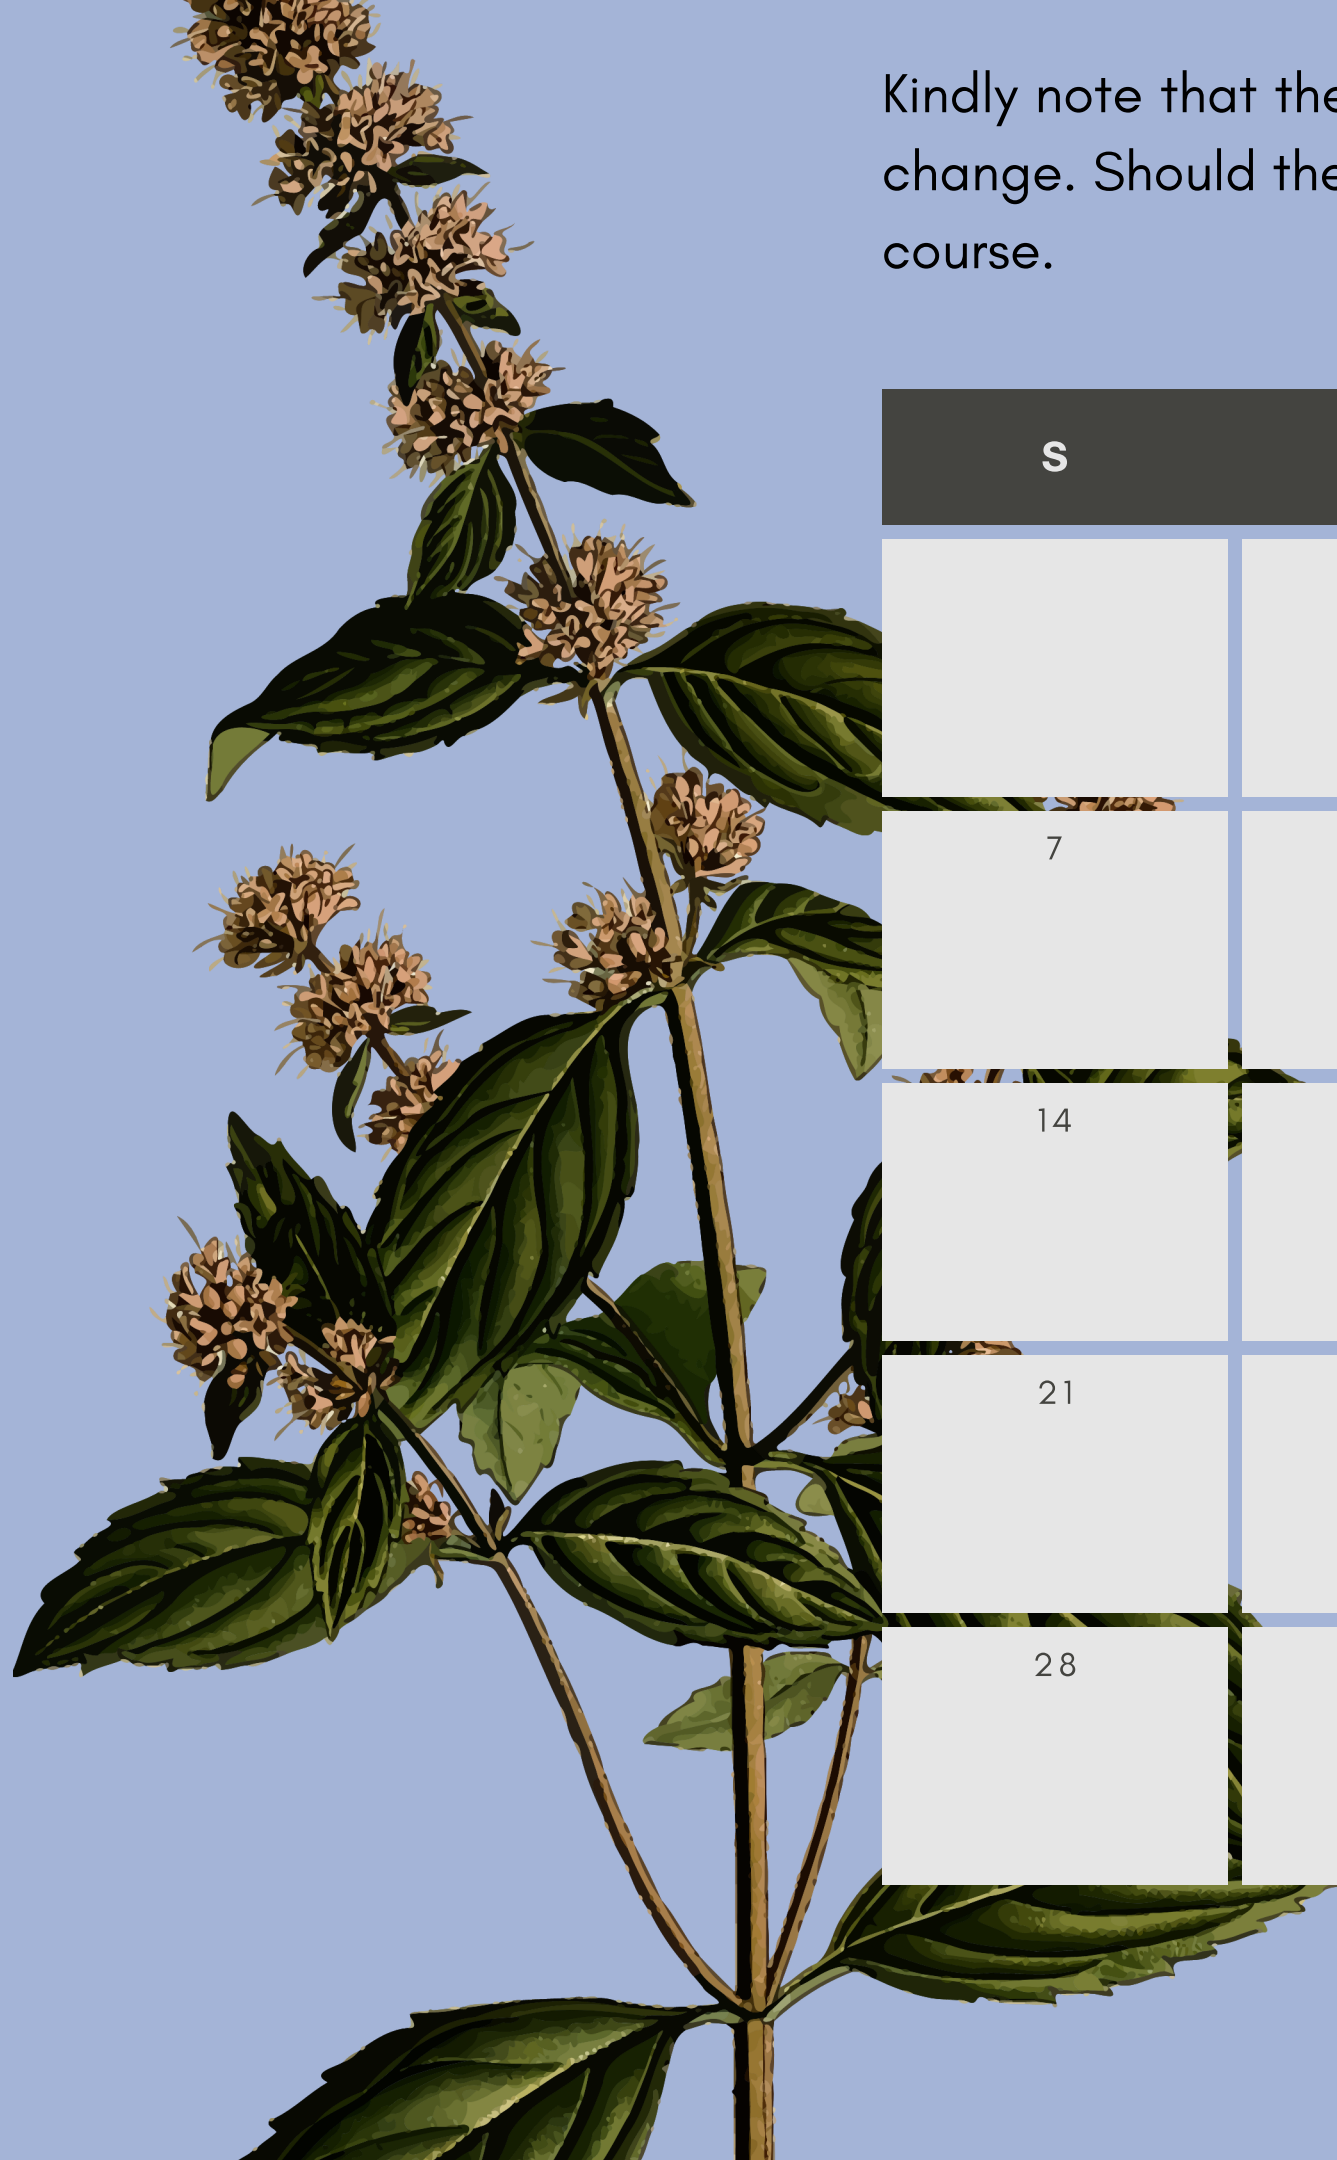 Kindly note that the
change. Should the
course.
S
7
14
21
28